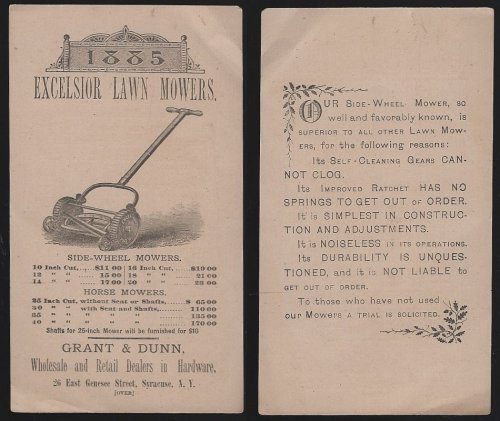 1885
EXCELSIOR LAWN MOWERS.
SIDE-WHEEL MOWERS.
10 Inch Cut, $11 00 16 Inch Cut, $19 00
12 " " 15 00 18 " " 21 00
14 " " 17 00 20 " " 23 00
HORSE MOWERS.
25 Inch Cut, without Seat or Shafts, $ 65 00
30 " " with Seat and Shafts, 110 00
35 " " " " " 135 00
40 " " " " " 170.00
Shafts for 25-Inch Mower will be furnished for $10
GRANT & DUNN,
Wholesale and Retail Dealers in Hardware,
26 East Genesee Street, Syracuse, N. Y.
[OVER]
OUR SIDE-WHEEL MOWER, SO
well and favorably known, is
SUPERIOR TO ALL OTHER LAWN MOW-
ERS, for the following reasons:
Its SELF-CLEANING GEARS CAN-
NOT CLOG.
Its IMPROVED RATCHET HAS NO
SPRINGS TO GET OUT OF ORDER.
It is SIMPLEST IN CONSTRUC-
TION AND ADJUSTMENTS.
It is NOISELESS IN ITS OPERATIONS.
Its DURABILITY IS UNQUES-
TIONED, and it is NOT LIABLE TO
GET OUT OF ORDER.
To those who have not used
our Mowers A TRIAL IS SOLICITED.